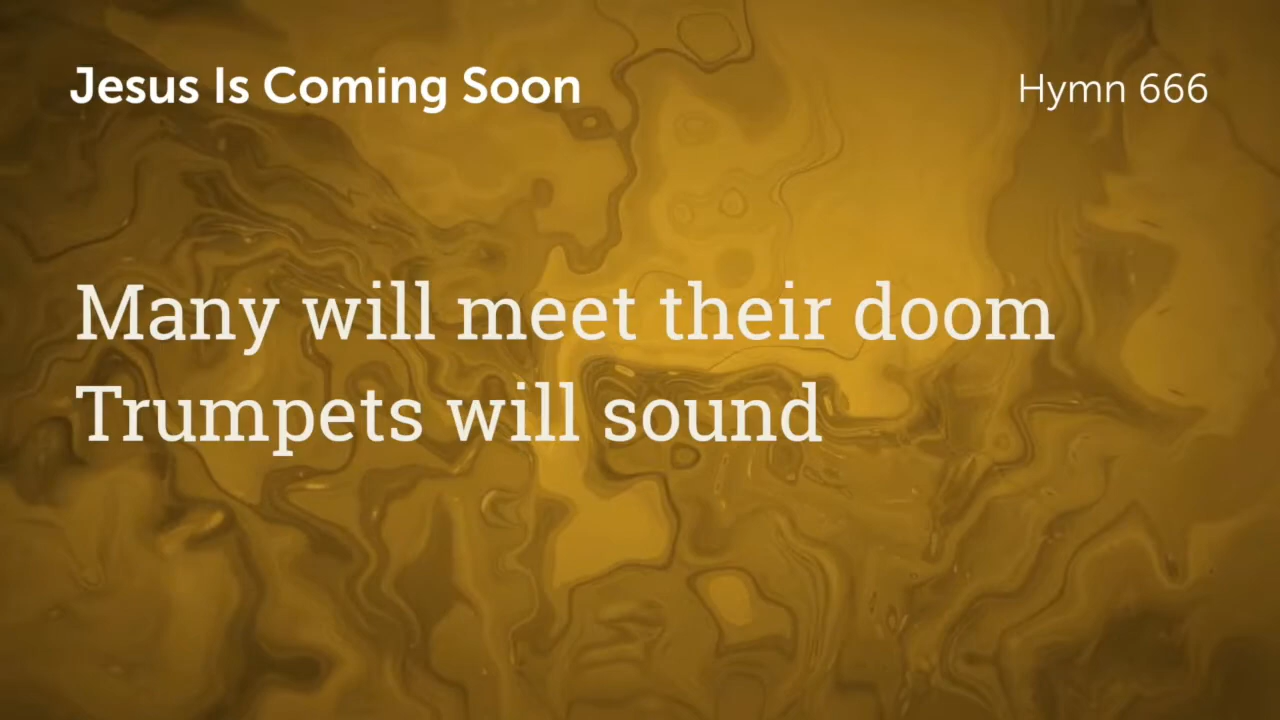 Jesus Is Coming Soon
Hymn 666
Many will meet their doom
Trumpets will sound